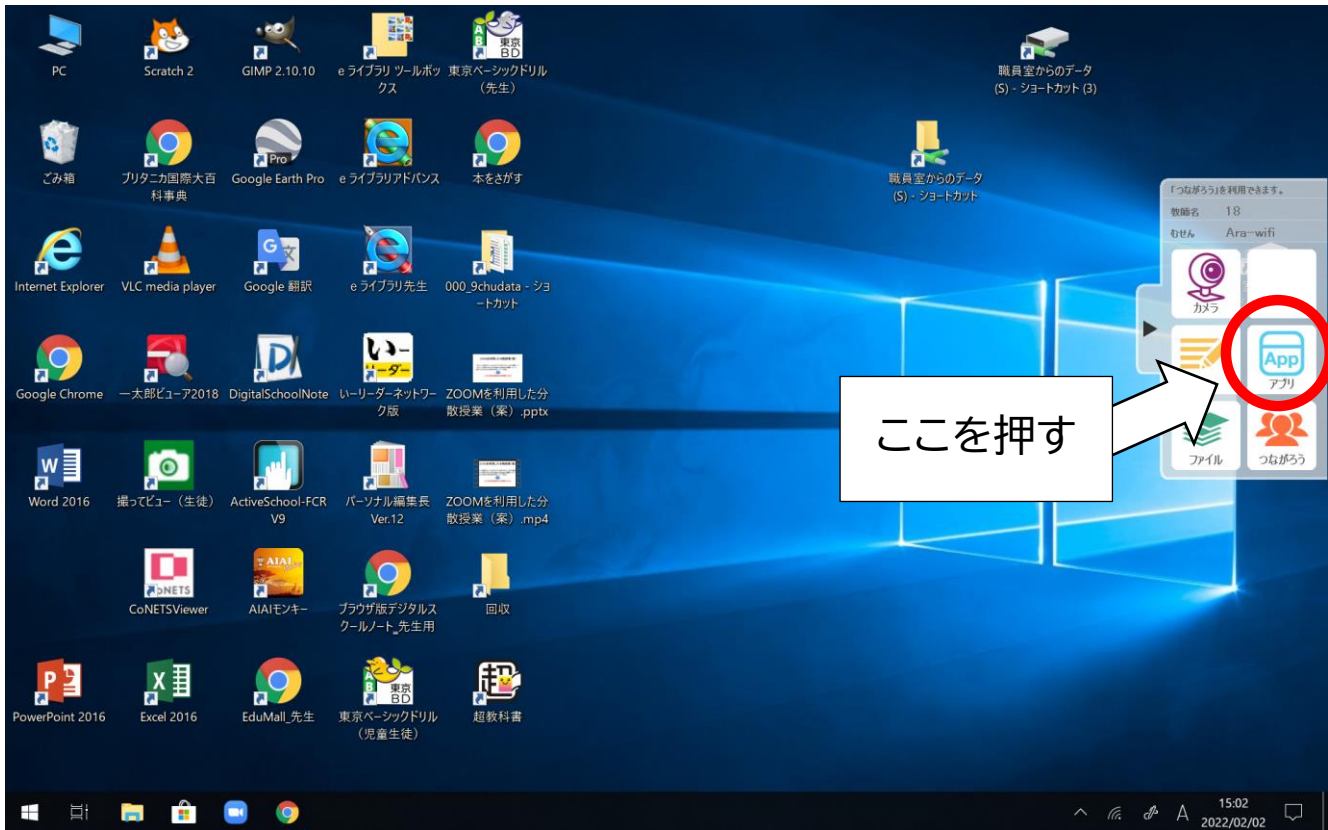 PC
Scratch 2
GIMP 2.10.10
e ライブラリ ツールボッ
クス
東京ベーシックドリル
（先生）
職員室からのデータ
(S) - ショートカット (3)
ごみ箱
ブリタニカ国際大百
科事典
Google Earth Pro
e ライブラリアドバンス
本をさがす
職員室からのデータ
(S) - ショートカット
「つながろう」を利用できます。
教師名 18
むせん Ara-wifi
Internet Explorer
VLC media player
Google 翻訳
e ライブラリ先生
000_9chudata - ショ
ートカット
カメラ
Google Chrome
一太郎ビューア2018
DigitalSchoolNote
いーリーダーネットワー
ク版
ZOOMを利用した分
散授業（案）.pptx
App
アプリ
ここを押す
ファイル
つながろう
Word 2016
撮ってビュー（生徒）
ActiveSchool-FCR
V9
パーソナル編集長
Ver.12
ZOOMを利用した分
散授業（案）.mp4
CoNETSViewer
AIAIモンキー
ブラウザ版デジタルス
クールノート_先生用
回収
PowerPoint 2016
Excel 2016
EduMall_先生
東京ベーシックドリル
（児童生徒）
超教科書
A
15:02
2022/02/02